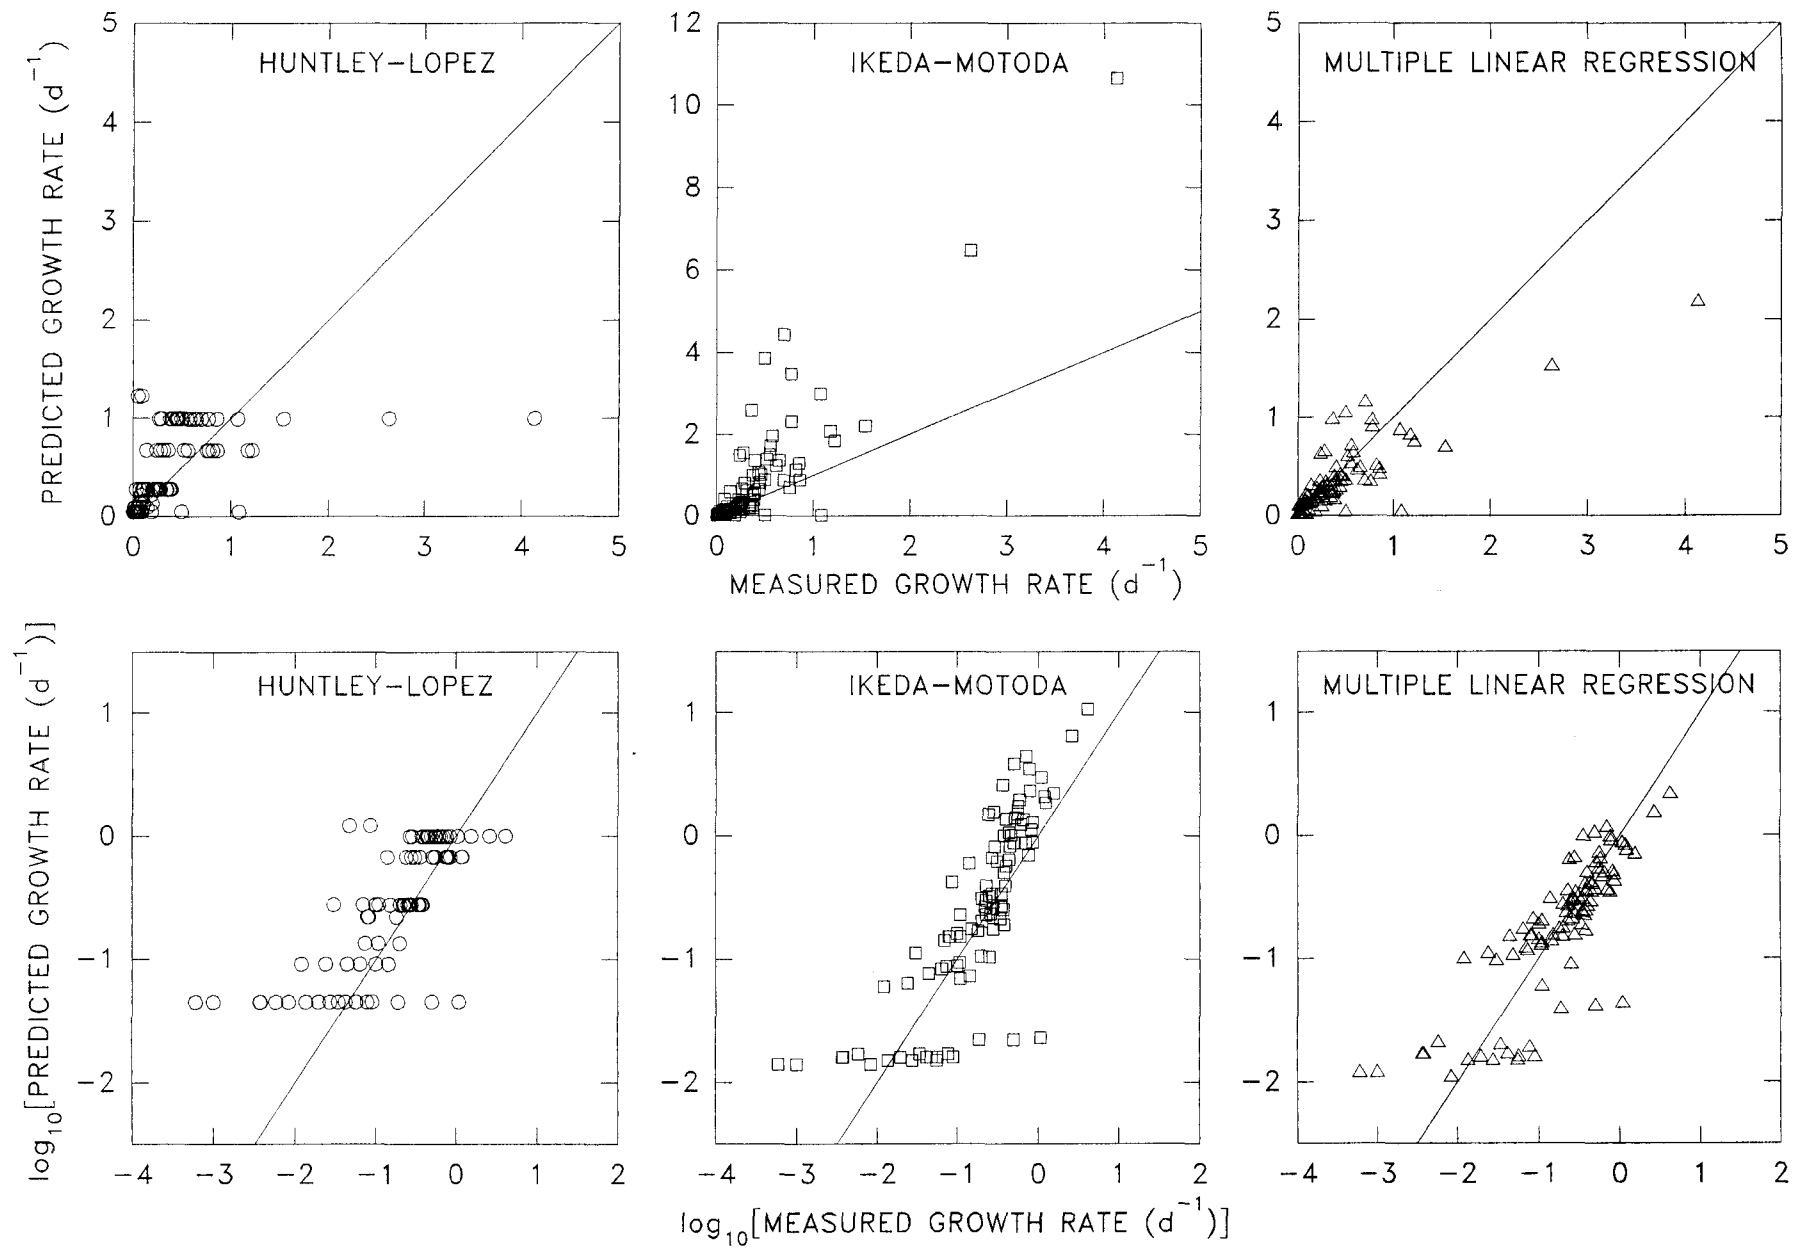 HUNTLEY-LOPEZ
IKEDA-MOTODA
MULTIPLE LINEAR REGRESSION
PREDICTED GROWTH RATE (d⁻¹)
5
4
3
2
1
0
0 1 2 3 4 5
12
10
8
6
4
2
0
0 1 2 3 4 5
5
4
3
2
1
0
0 1 2 3 4 5
MEASURED GROWTH RATE (d⁻¹)
HUNTLEY-LOPEZ
IKEDA-MOTODA
MULTIPLE LINEAR REGRESSION
log₁₀[PREDICTED GROWTH RATE (d⁻¹)]
1
0
-1
-2
-4 -3 -2 -1 0 1 2
1
0
-1
-2
-4 -3 -2 -1 0 1 2
1
0
-1
-2
-4 -3 -2 -1 0 1 2
log₁₀[MEASURED GROWTH RATE (d⁻¹)]